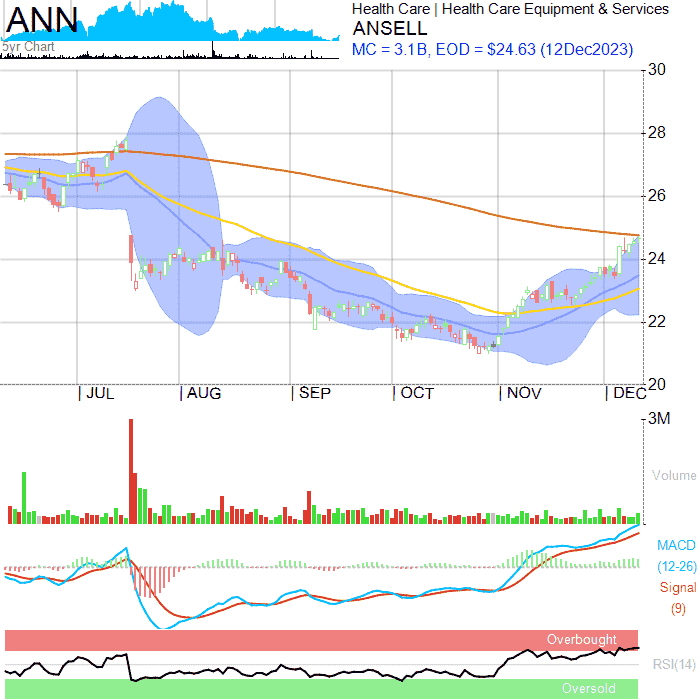 ANN
5yr Chart
Health Care | Health Care Equipment & Services
ANSELL
MC = 3.1B, EOD = $24.63 (12Dec2023)
30
28
26
24
22
20
JUL AUG SEP OCT NOV DEC
3M
Volume
MACD
(12-26)
Signal
(9)
Overbought
RSI(14)
Oversold